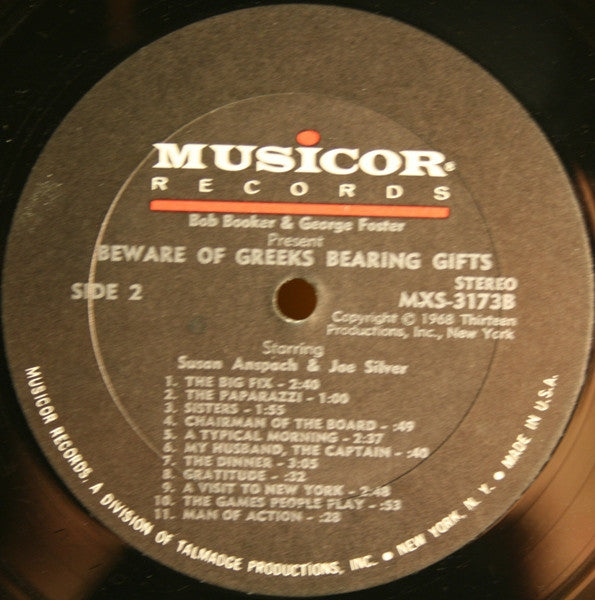 MUSICOR®
RECORDS
Bob Booker & George Foster
Present
BEWARE OF GREEKS BEARING GIFTS
STEREO
SIDE 2
MXS-3173B
Copyright © 1968 Thirteen
Productions, Inc., New York
Starring
Susan Anspach & Joe Silver
1. THE BIG FIX - 2:40
2. THE PAPARAZZI - 1:00
3. SISTERS - 1:55
4. CHAIRMAN OF THE BOARD - :49
5. A TYPICAL MORNING - 2:37
6. MY HUSBAND, THE CAPTAIN - :40
7. THE DINNER - 3:05
8. GRATITUDE - :32
9. A VISIT TO NEW YORK - 2:48
10. THE GAMES PEOPLE PLAY - :53
11. MAN OF ACTION - :28
MUSICOR RECORDS, A DIVISION OF TALMADGE PRODUCTIONS, INC. • NEW YORK, N. Y. • MADE IN U.S.A.